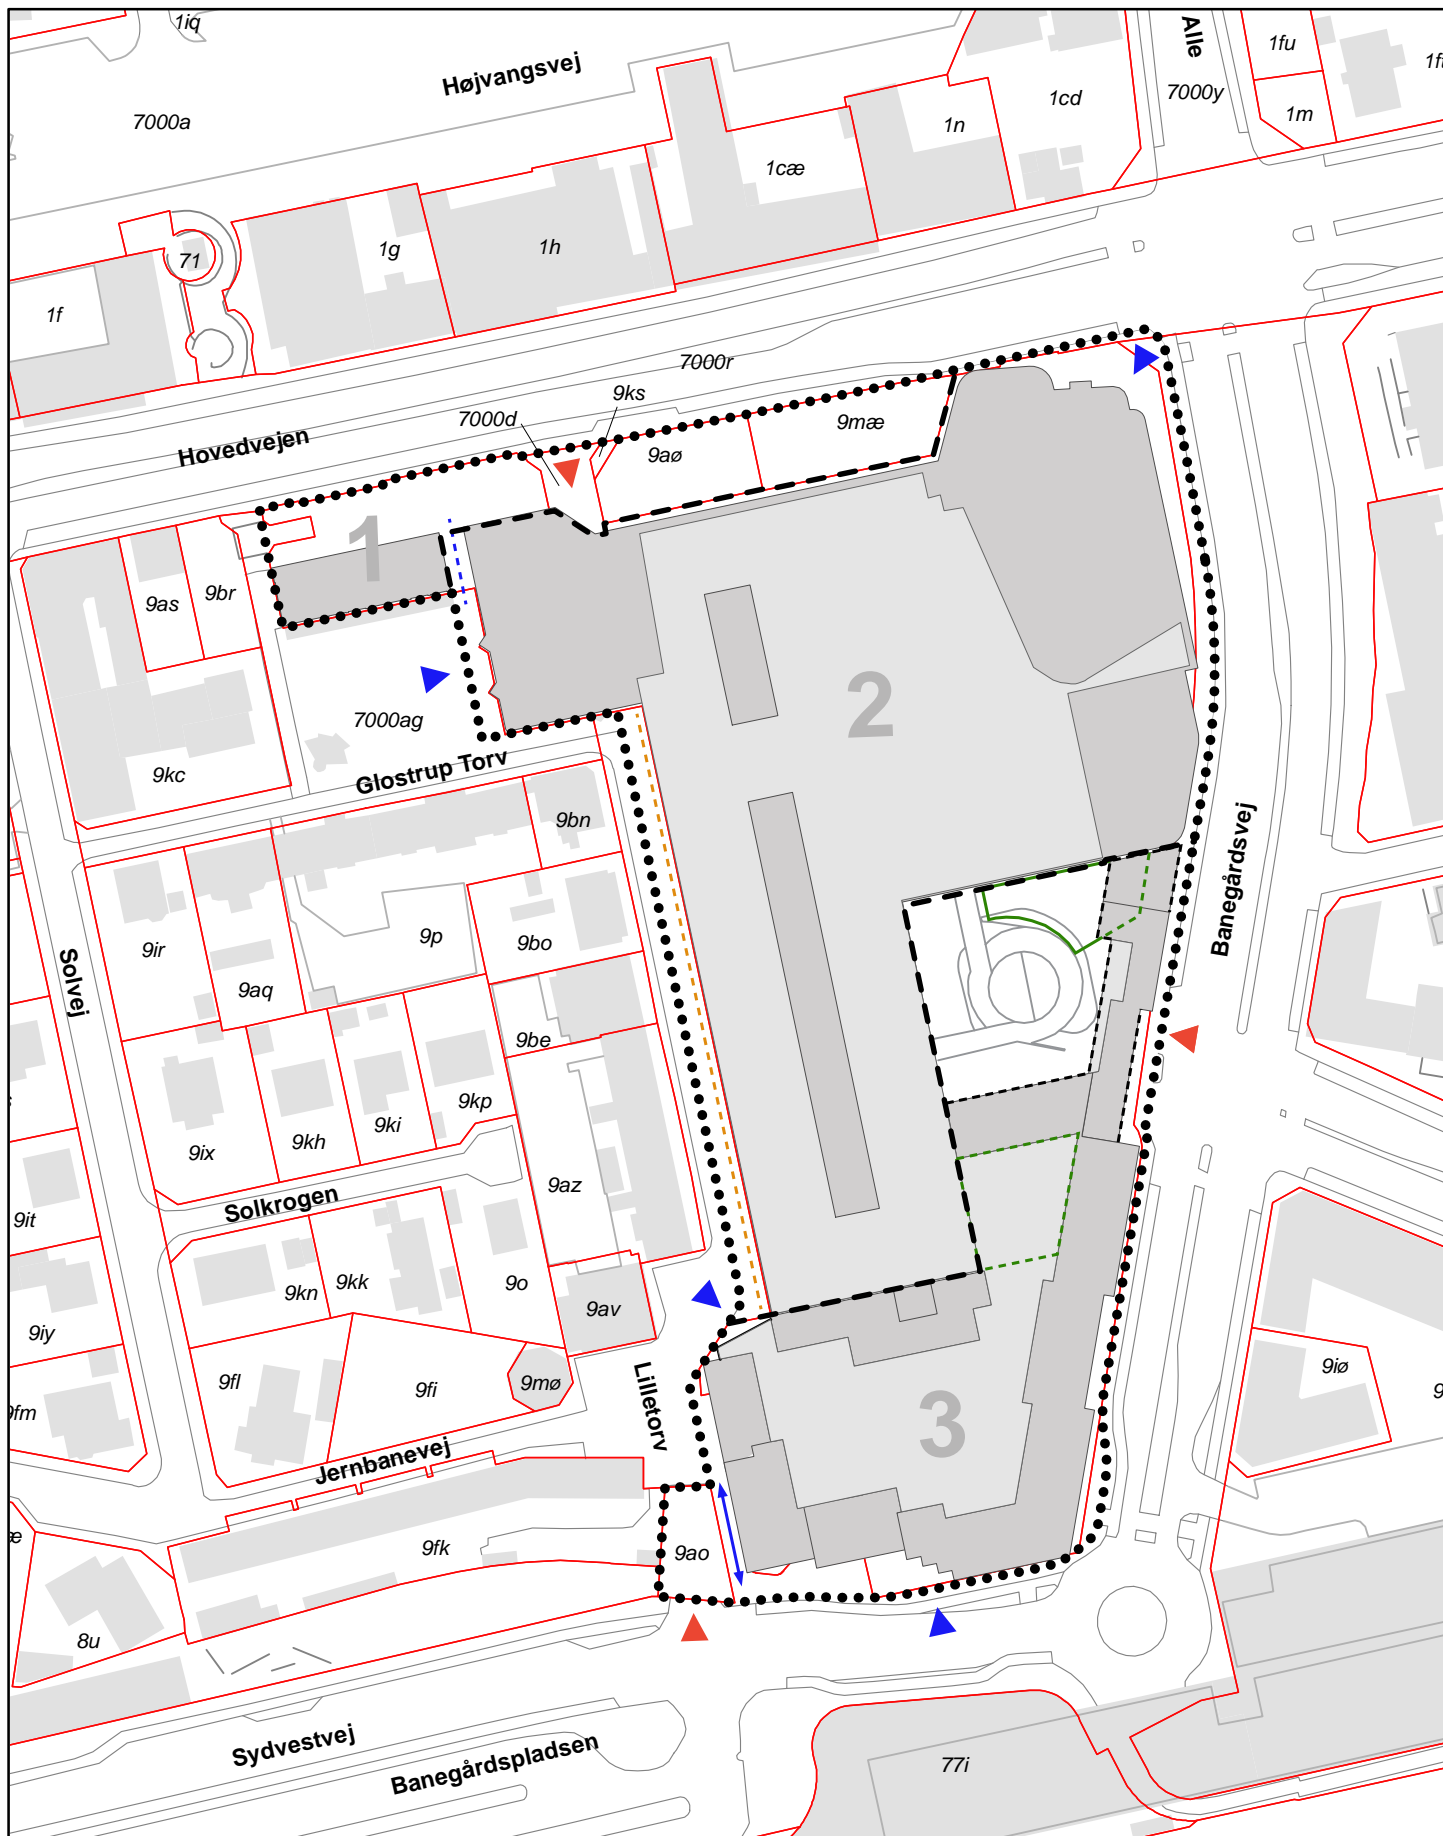 1iq
Højvangsvej
Alle
1fu
7000y
1cd
1m
7000a
1n
1cæ
1g
1h
71
1f
7000r
9ks
7000d
9mæ
Hovedvejen
9aø
1
9as
9br
2
7000ag
Glostrup Torv
9kc
9bn
Banegårdsvej
9ir
9p
9bo
Solvej
9aq
9be
9kp
9ki
9kh
9ix
9az
Solkrogen
9it
9kn
9kk
9o
9av
9iy
9fl
9fi
9mø
9iø
9fm
Lilletorv
3
Jernbanevej
9fk
9ao
8u
Sydvestvej
Banegårdspladsen
77i